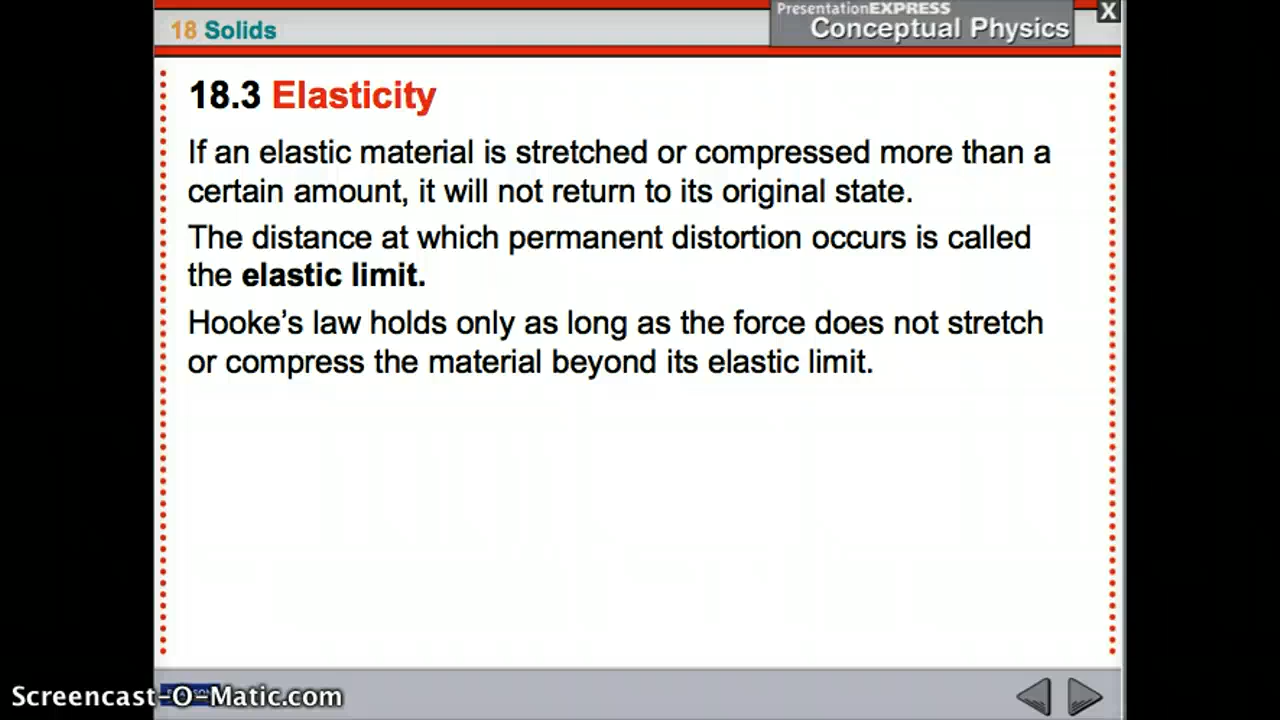 PresentationEXPRESS
X
18 Solids
Conceptual Physics
18.3 Elasticity
If an elastic material is stretched or compressed more than a
certain amount, it will not return to its original state.
The distance at which permanent distortion occurs is called
the elastic limit.
Hooke’s law holds only as long as the force does not stretch
or compress the material beyond its elastic limit.
Screencast-O-Matic.com